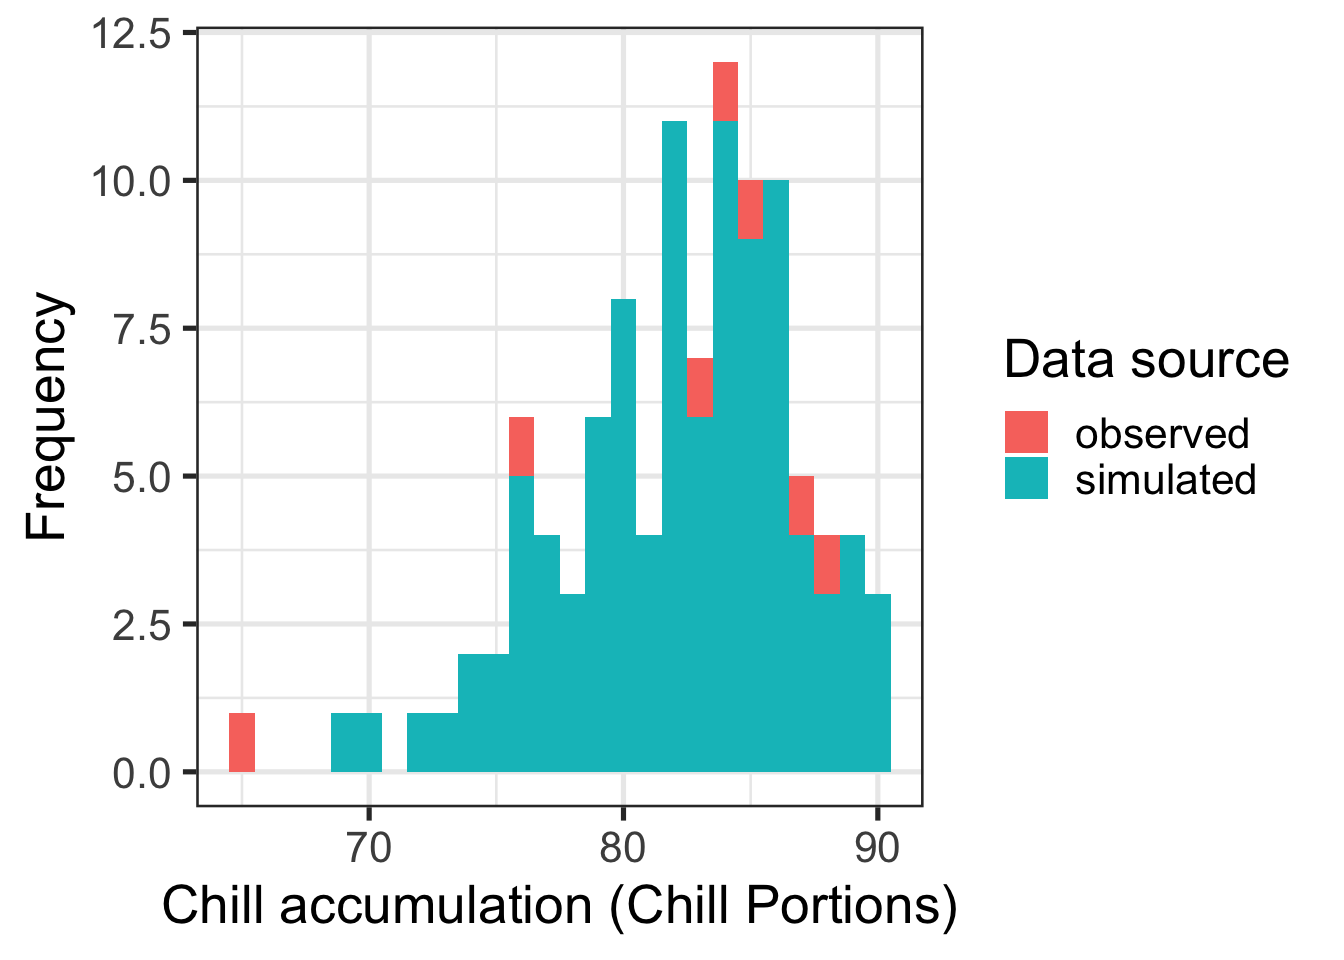 12.5
10.0
7.5
5.0
2.5
0.0
Frequency
70
80
90
Chill accumulation (Chill Portions)
Data source
observed
simulated